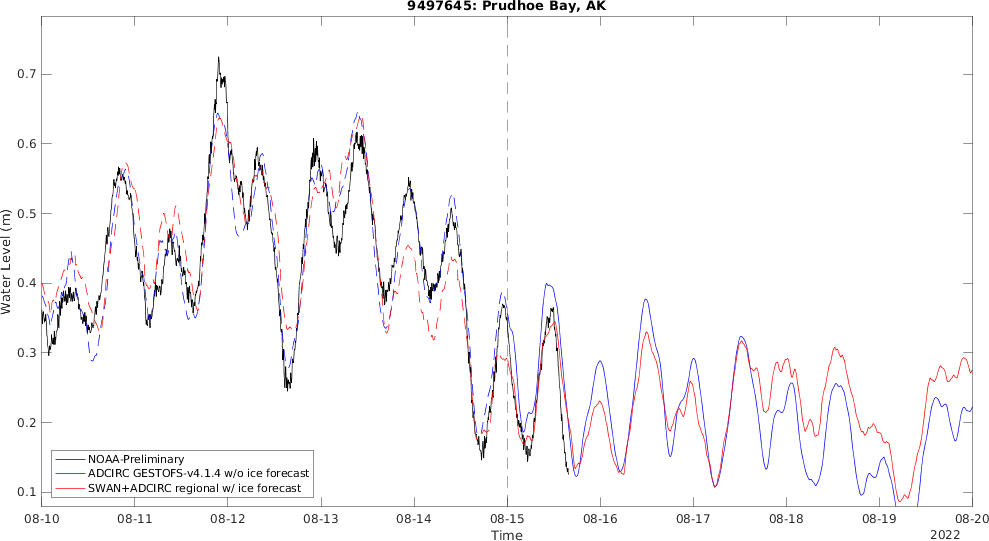 9497645: Prudhoe Bay, AK
Water Level (m)
0.7
0.6
0.5
0.4
0.3
0.2
0.1
NOAA-Preliminary
ADCIRC GESTOFS-v4.1.4 w/o ice forecast
SWAN+ADCIRC regional w/ ice forecast
08-10 08-11 08-12 08-13 08-14 08-15 08-16 08-17 08-18 08-19 08-20
Time
2022